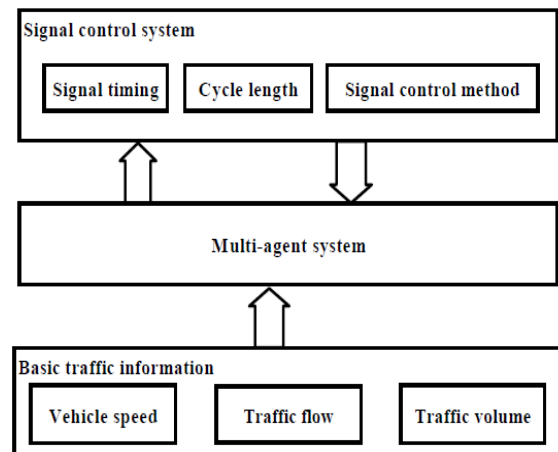 Signal control system
Signal timing
Cycle length
Signal control method
Multi-agent system
Basic traffic information
Vehicle speed
Traffic flow
Traffic volume